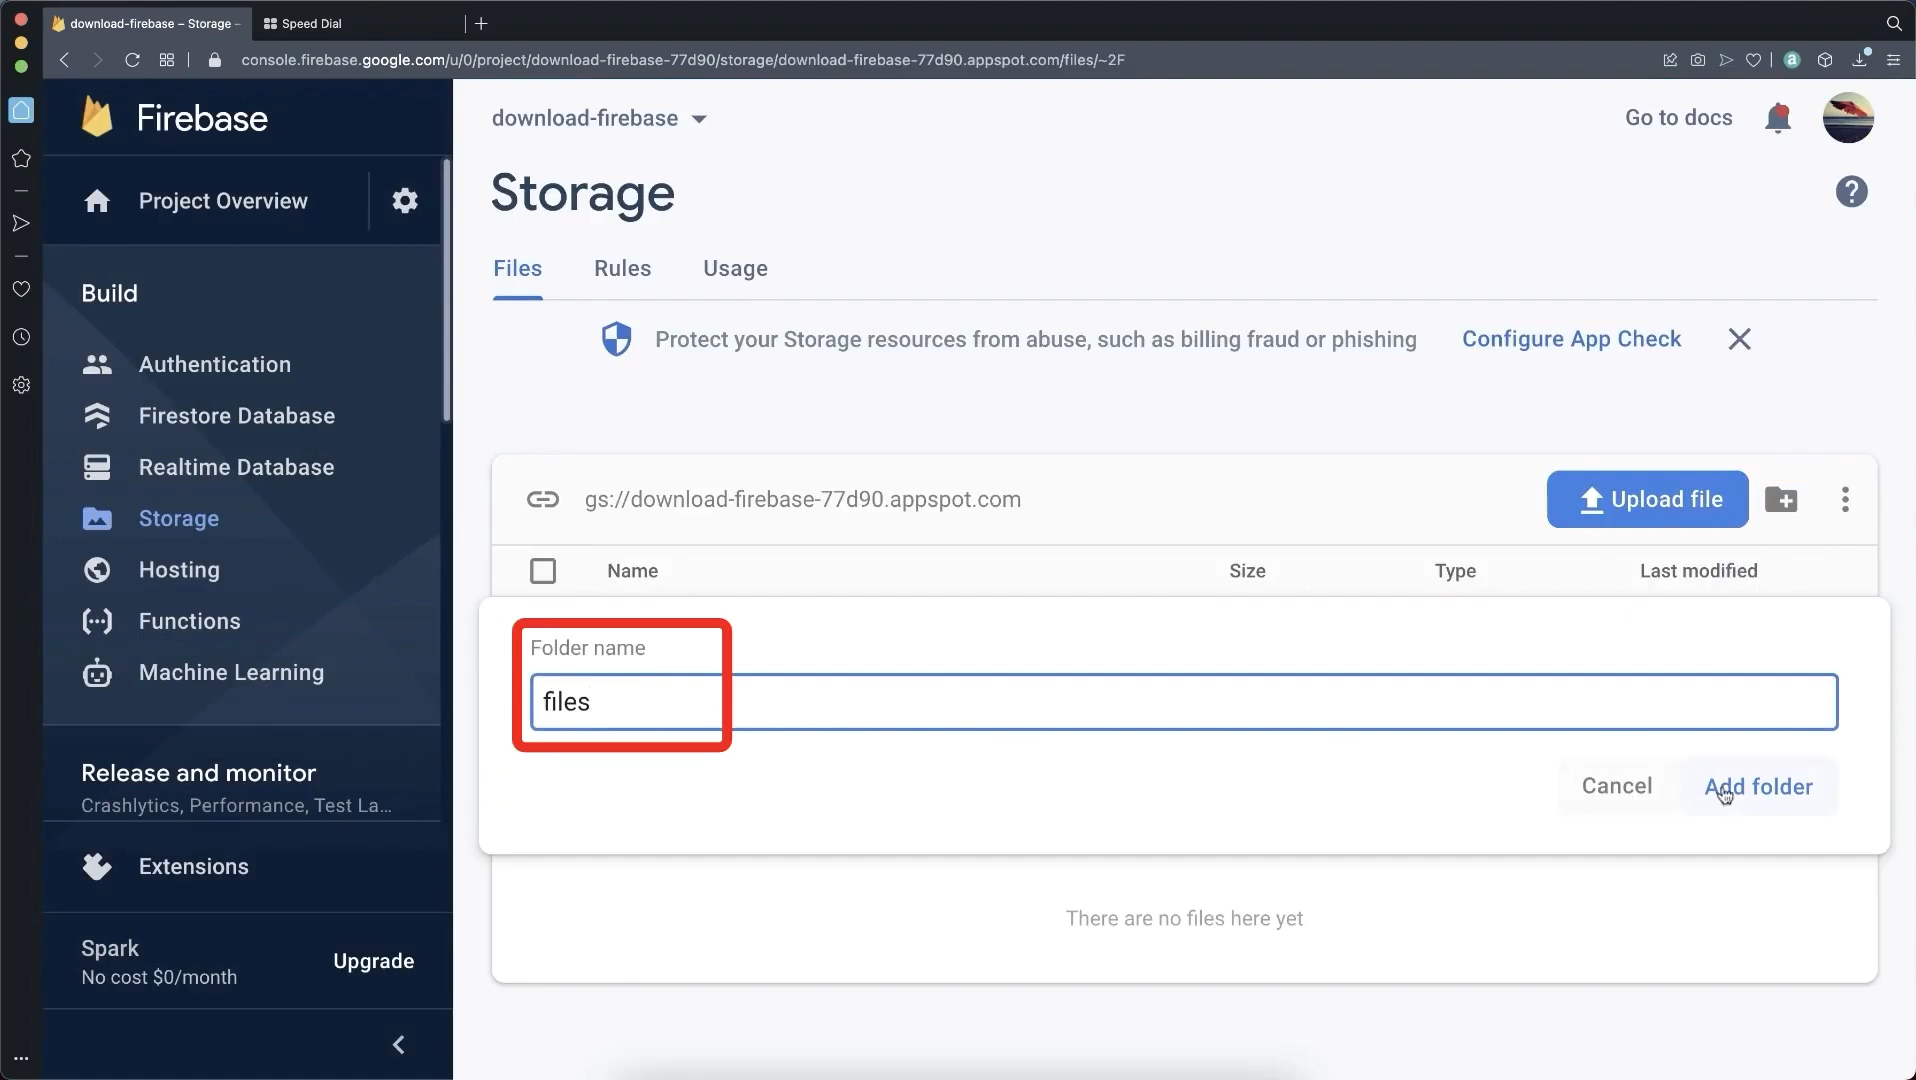 download-firebase – Storage -
Speed Dial
console.firebase.google.com/u/0/project/download-firebase-77d90/storage/download-firebase-77d90.appspot.com/files/~2F
a
Firebase
Project Overview
Build
Authentication
Firestore Database
Realtime Database
Storage
Hosting
Functions
Machine Learning
Release and monitor
Crashlytics, Performance, Test La...
Extensions
Spark
No cost $0/month
Upgrade
download-firebase
Go to docs
Storage
Files
Rules
Usage
Protect your Storage resources from abuse, such as billing fraud or phishing
Configure App Check
gs://download-firebase-77d90.appspot.com
Upload file
Name
Size
Type
Last modified
Folder name
files
Cancel
Add folder
There are no files here yet